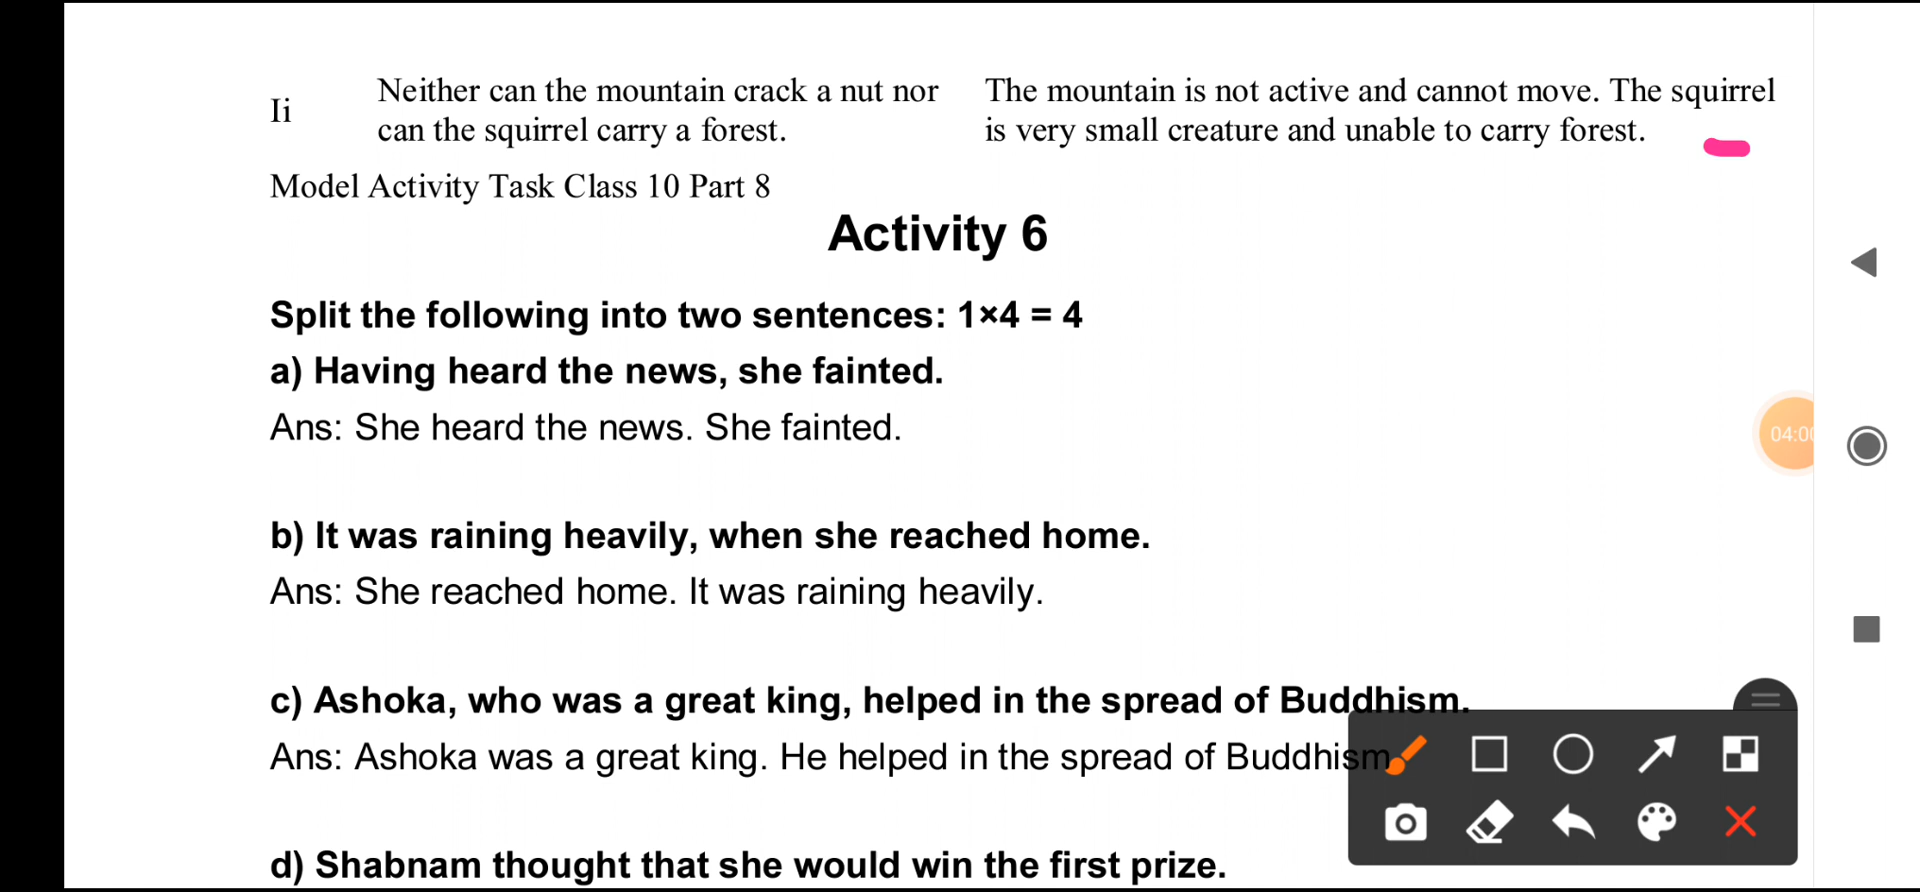 Ii
Neither can the mountain crack a nut nor
can the squirrel carry a forest.
The mountain is not active and cannot move. The squirrel
is very small creature and unable to carry forest.
Model Activity Task Class 10 Part 8
Activity 6
Split the following into two sentences: 1×4 = 4
a) Having heard the news, she fainted.
Ans: She heard the news. She fainted.
b) It was raining heavily, when she reached home.
Ans: She reached home. It was raining heavily.
c) Ashoka, who was a great king, helped in the spread of Buddhism.
Ans: Ashoka was a great king. He helped in the spread of Buddhism
d) Shabnam thought that she would win the first prize.
04:0